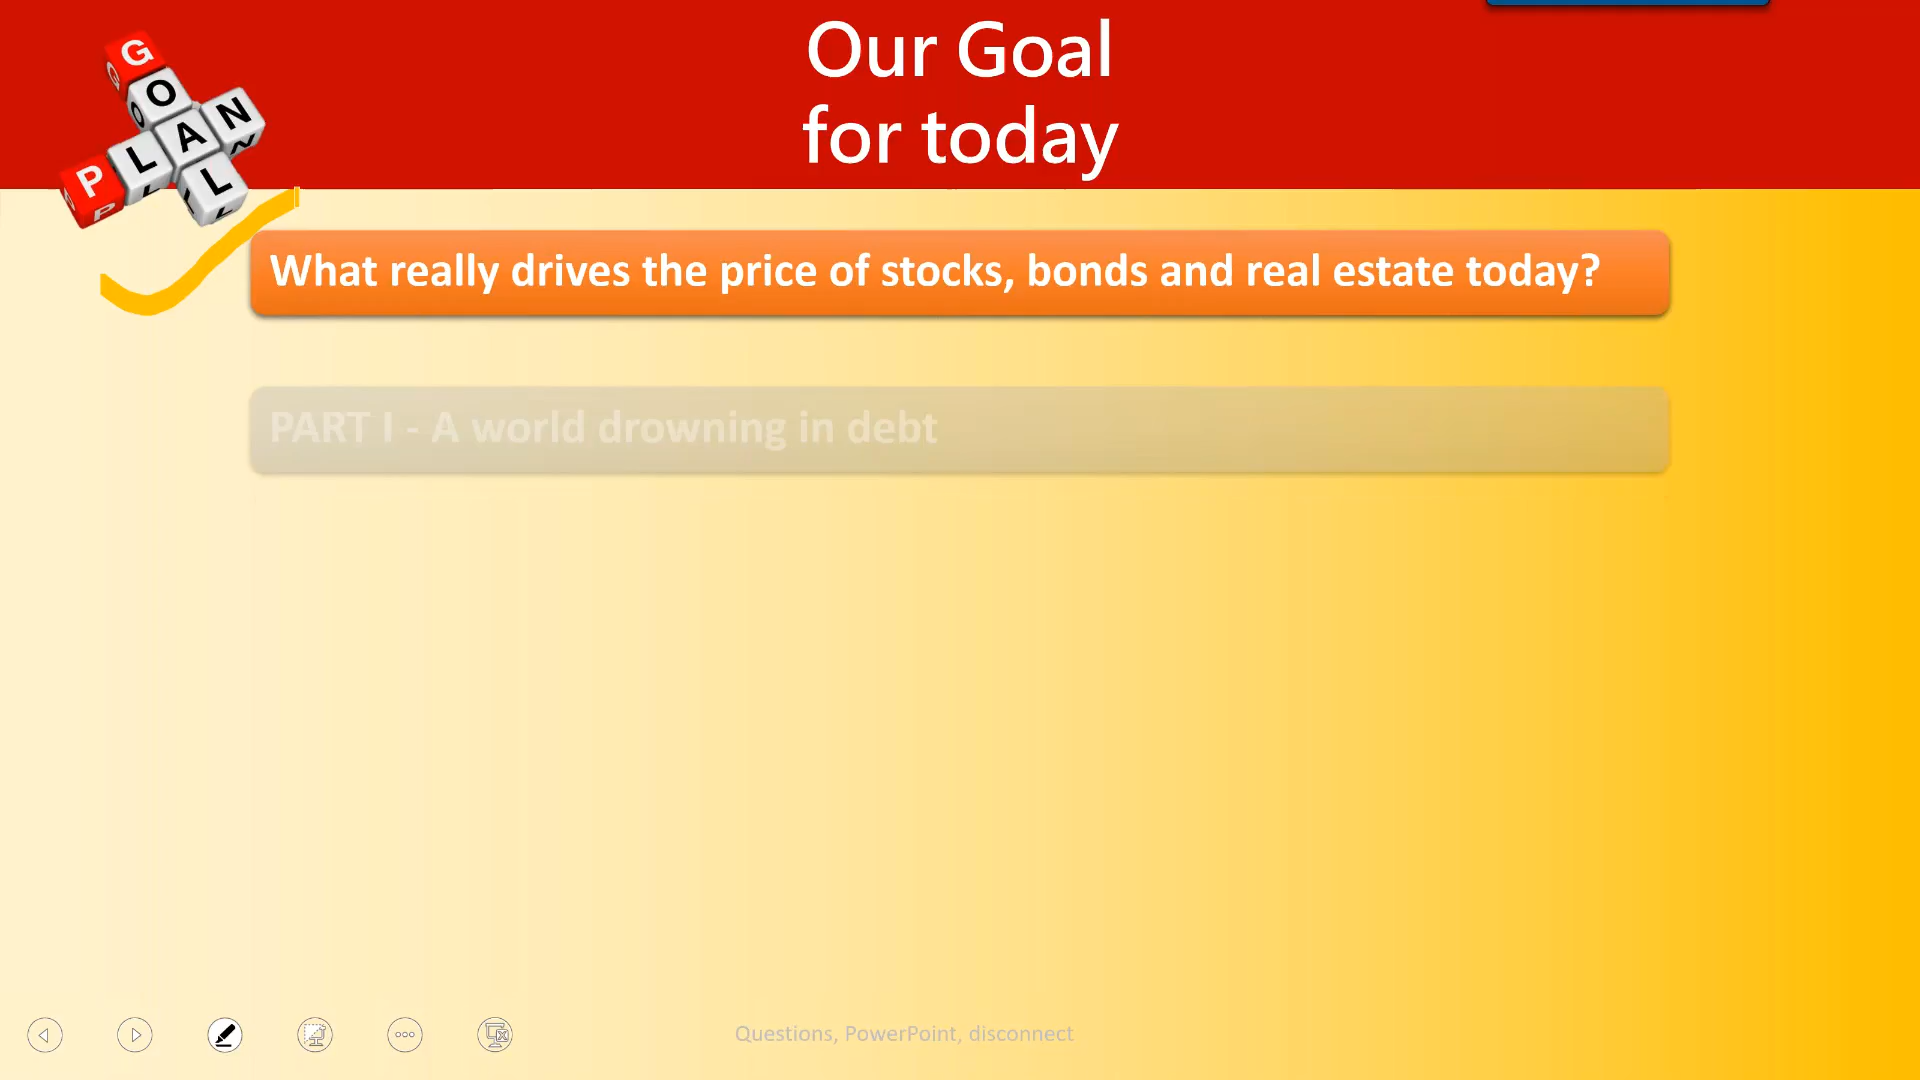 Our Goal
for today
GOAL
PLAN
What really drives the price of stocks, bonds and real estate today?
PART I - A world drowning in debt
Questions, PowerPoint, disconnect